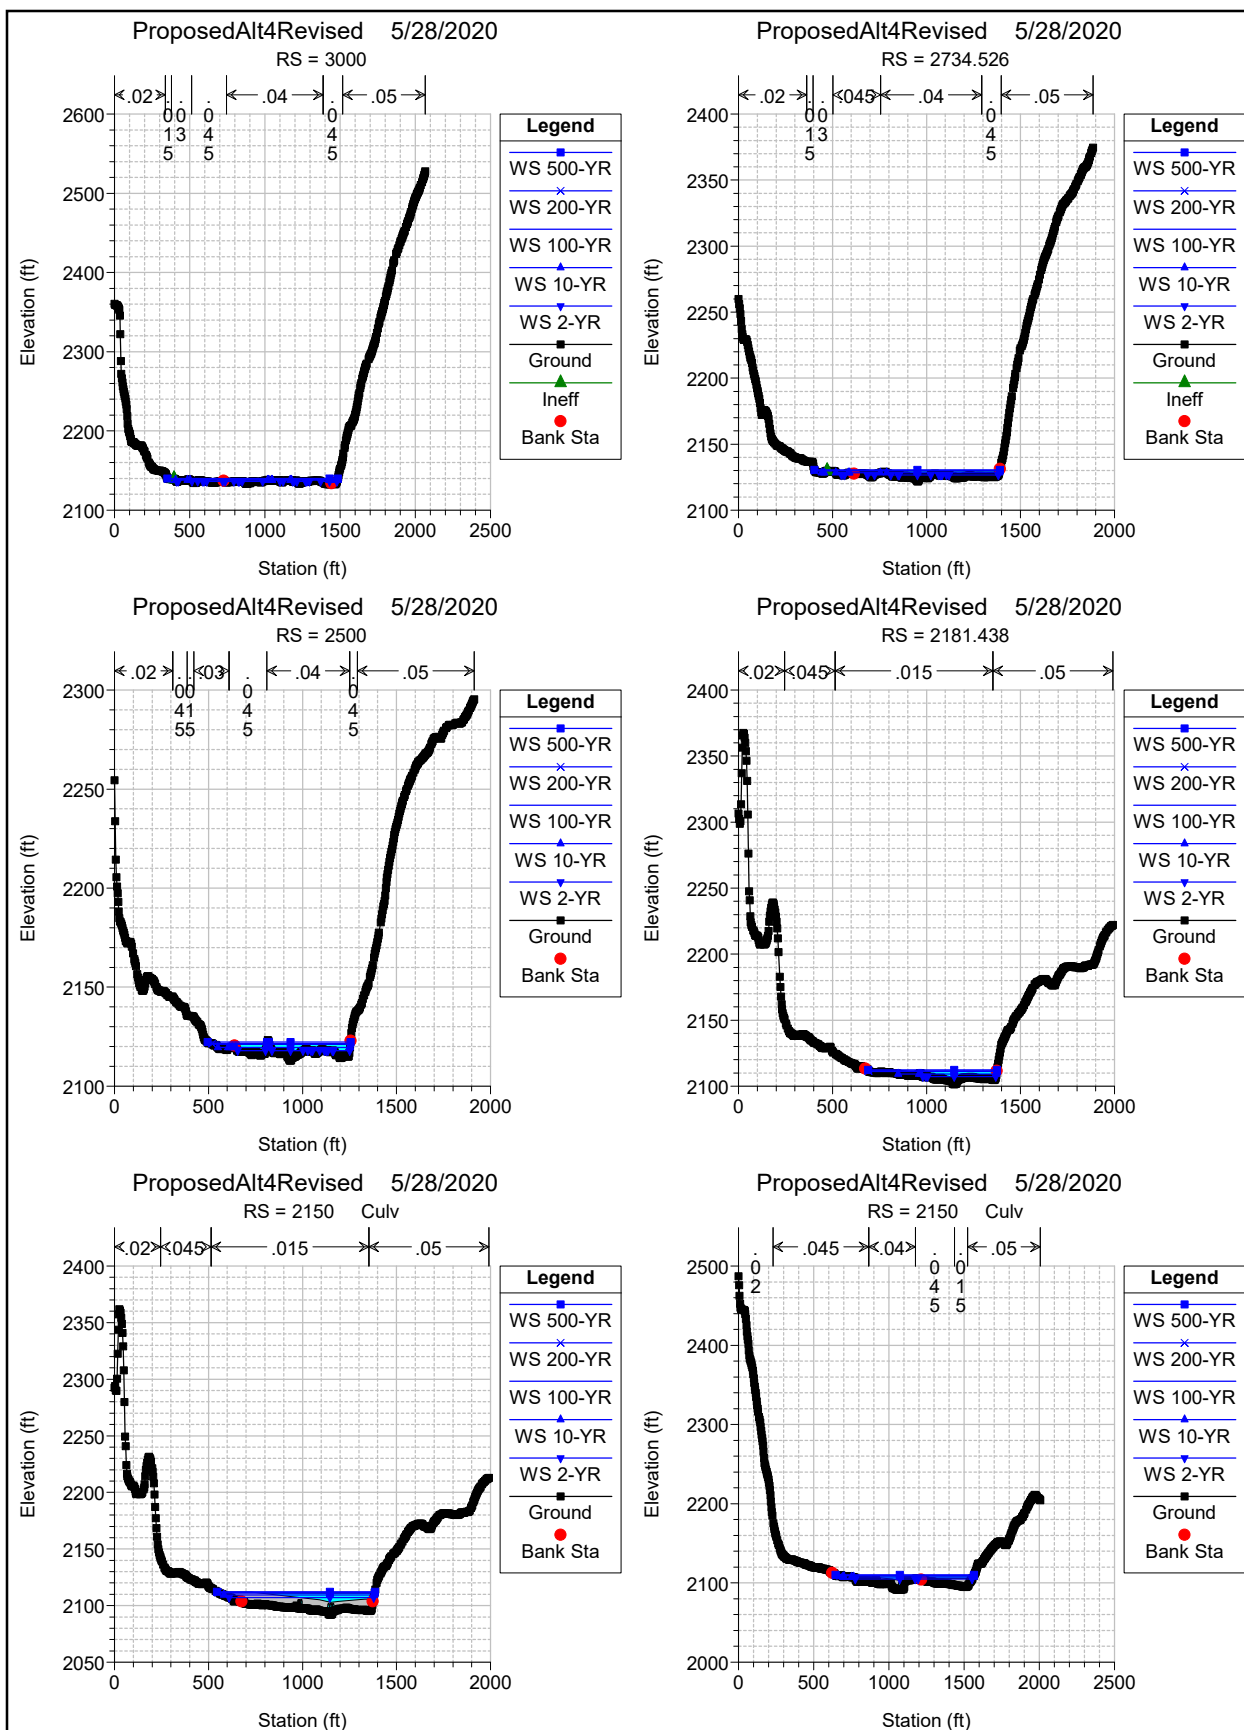 ProposedAlt4Revised 5/28/2020
RS = 3000
.02
.015
.03
.045
.04
.045
.05
Elevation (ft)
2600
2500
2400
2300
2200
2100
0 500 1000 1500 2000 2500
Station (ft)
Legend
WS 500-YR
WS 200-YR
WS 100-YR
WS 10-YR
WS 2-YR
Ground
Ineff
Bank Sta
ProposedAlt4Revised 5/28/2020
RS = 2734.526
.02
.015
.03
.045
.04
.045
.05
Elevation (ft)
2400
2350
2300
2250
2200
2150
2100
0 500 1000 1500 2000
Station (ft)
Legend
WS 500-YR
WS 200-YR
WS 100-YR
WS 10-YR
WS 2-YR
Ground
Ineff
Bank Sta
ProposedAlt4Revised 5/28/2020
RS = 2500
.02
.045
.015
.03
.045
.04
.045
.05
Elevation (ft)
2300
2250
2200
2150
2100
0 500 1000 1500 2000
Station (ft)
Legend
WS 500-YR
WS 200-YR
WS 100-YR
WS 10-YR
WS 2-YR
Ground
Bank Sta
ProposedAlt4Revised 5/28/2020
RS = 2181.438
.02
.045
.015
.05
Elevation (ft)
2400
2350
2300
2250
2200
2150
2100
0 500 1000 1500 2000
Station (ft)
Legend
WS 500-YR
WS 200-YR
WS 100-YR
WS 10-YR
WS 2-YR
Ground
Bank Sta
ProposedAlt4Revised 5/28/2020
RS = 2150 Culv
.02
.045
.015
.05
Elevation (ft)
2400
2350
2300
2250
2200
2150
2100
2050
0 500 1000 1500 2000
Station (ft)
Legend
WS 500-YR
WS 200-YR
WS 100-YR
WS 10-YR
WS 2-YR
Ground
Bank Sta
ProposedAlt4Revised 5/28/2020
RS = 2150 Culv
.02
.045
.04
.045
.015
.05
Elevation (ft)
2500
2400
2300
2200
2100
2000
0 500 1000 1500 2000 2500
Station (ft)
Legend
WS 500-YR
WS 200-YR
WS 100-YR
WS 10-YR
WS 2-YR
Ground
Bank Sta